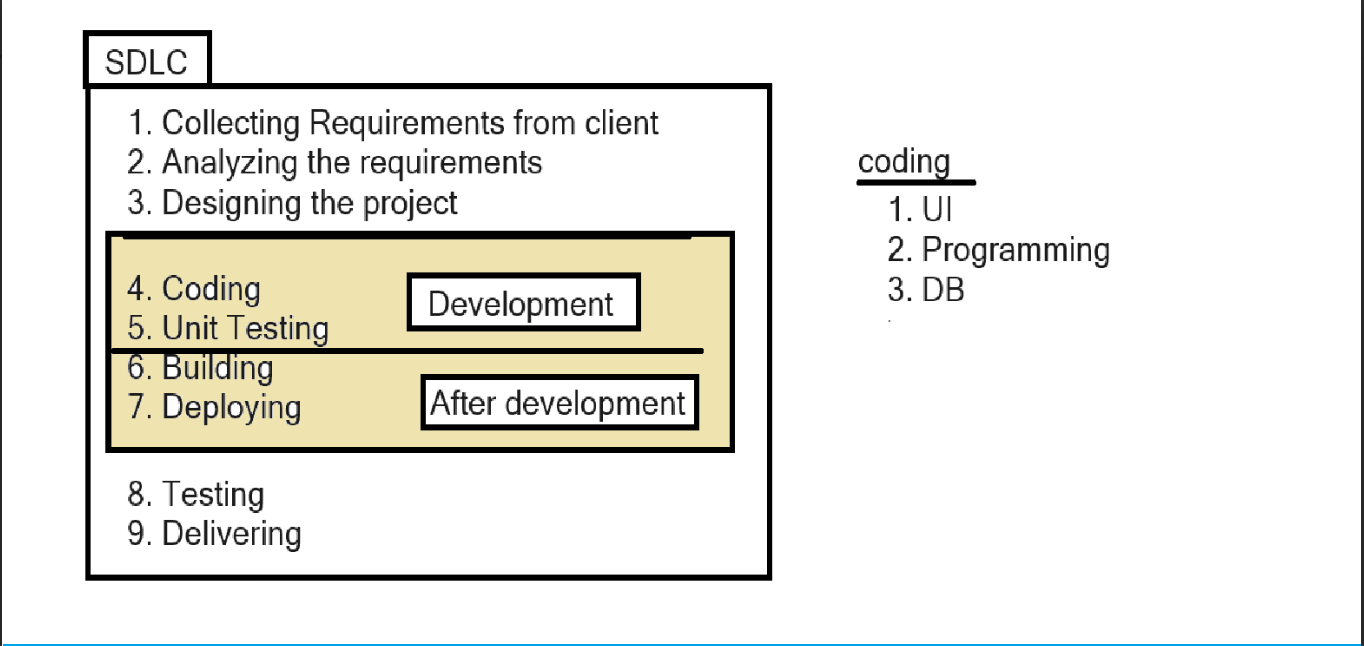 SDLC
1. Collecting Requirements from client
2. Analyzing the requirements
3. Designing the project
4. Coding
5. Unit Testing
Development
6. Building
7. Deploying
After development
8. Testing
9. Delivering
coding
1. UI
2. Programming
3. DB